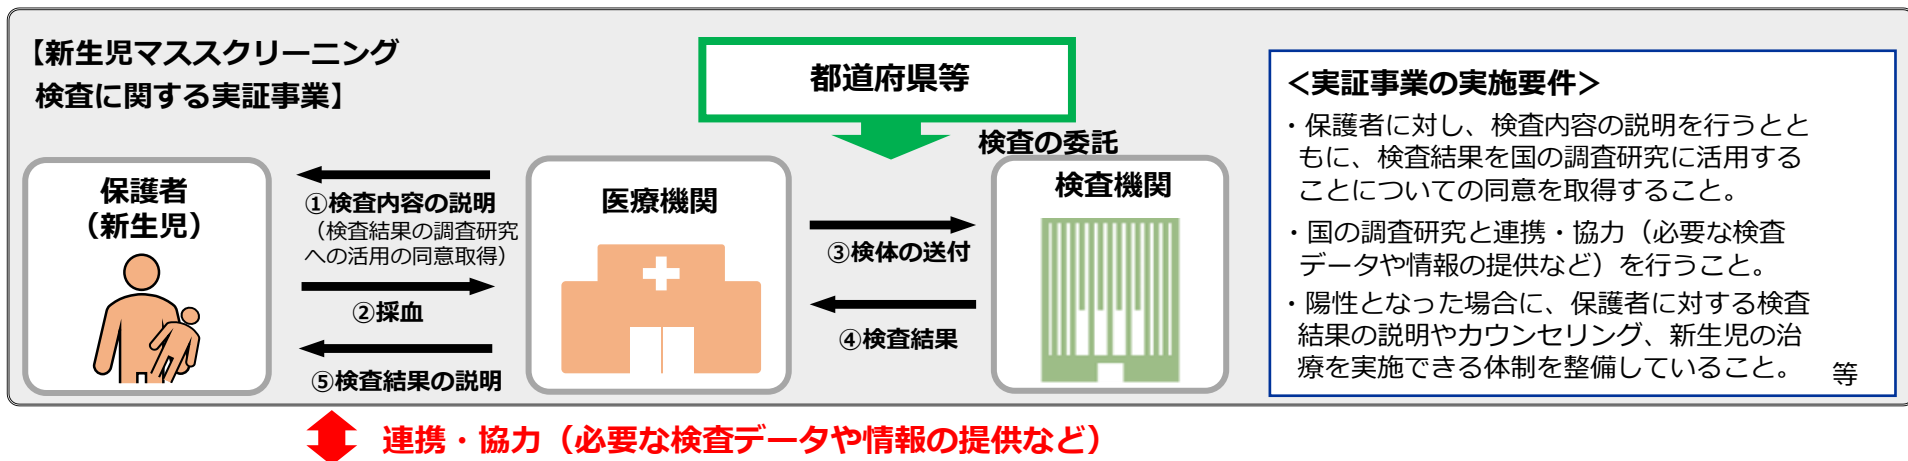 【新生児マススクリーニング
検査に関する実証事業】
都道府県等
検査の委託
保護者
（新生児）
①検査内容の説明
（検査結果の調査研究
への活用の同意取得）
②採血
⑤検査結果の説明
医療機関
③検体の送付
④検査結果
検査機関
＜実証事業の実施要件＞
・保護者に対し、検査内容の説明を行うとと
もに、検査結果を国の調査研究に活用する
ことについての同意を取得すること。
・国の調査研究と連携・協力（必要な検査
データや情報の提供など）を行うこと。
・陽性となった場合に、保護者に対する検査
結果の説明やカウンセリング、新生児の治
療を実施できる体制を整備していること。 等
連携・協力（必要な検査データや情報の提供など）